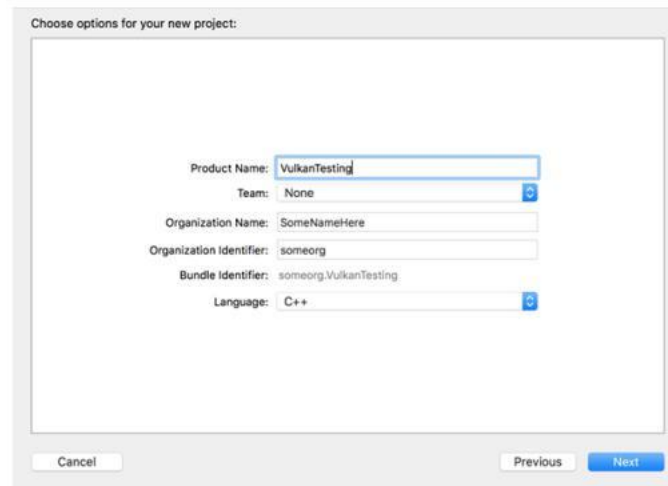 Choose options for your new project:
Product Name: VulkanTesting
Team: None
Organization Name: SomeNameHere
Organization Identifier: someorg
Bundle Identifier: someorg.VulkanTesting
Language: C++
Cancel Previous Next